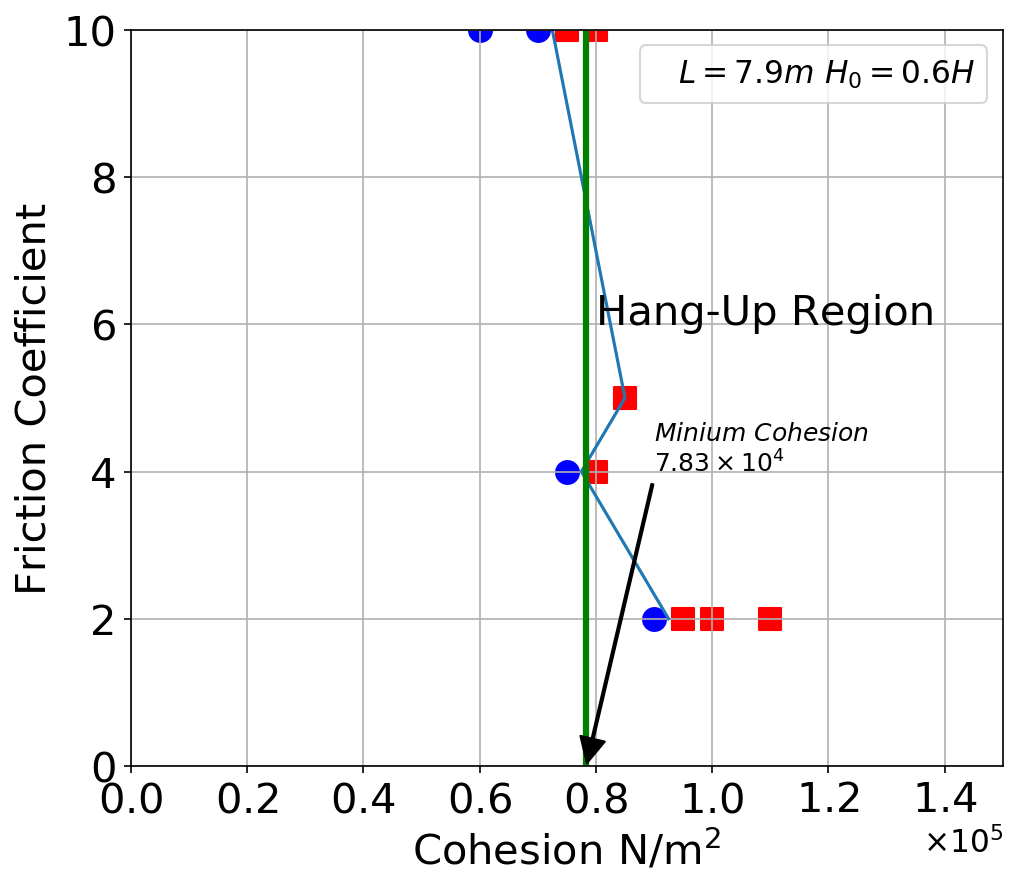 10
8
6
4
2
0
Friction Coefficient
L = 7.9m H₀ = 0.6H
Hang-Up Region
Minium Cohesion
7.83 × 10⁴
0.0 0.2 0.4 0.6 0.8 1.0 1.2 1.4
×10⁵
Cohesion N/m²